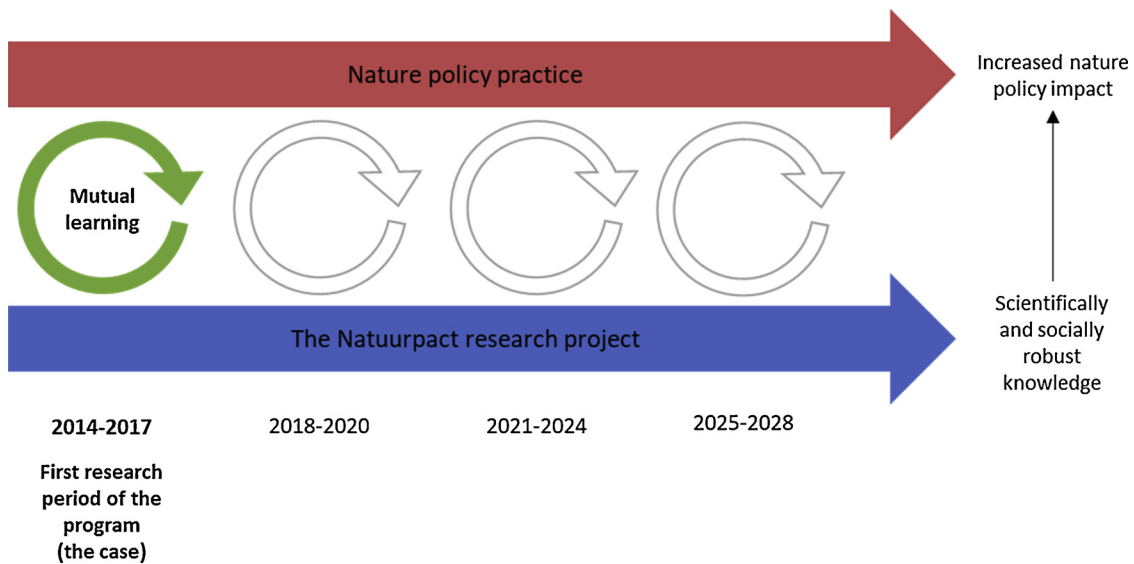 Nature policy practice
Increased nature
policy impact
Mutual
learning
The Natuurpact research project
Scientifically
and socially
robust
knowledge
2014-2017
2018-2020
2021-2024
2025-2028
First research
period of the
program
(the case)